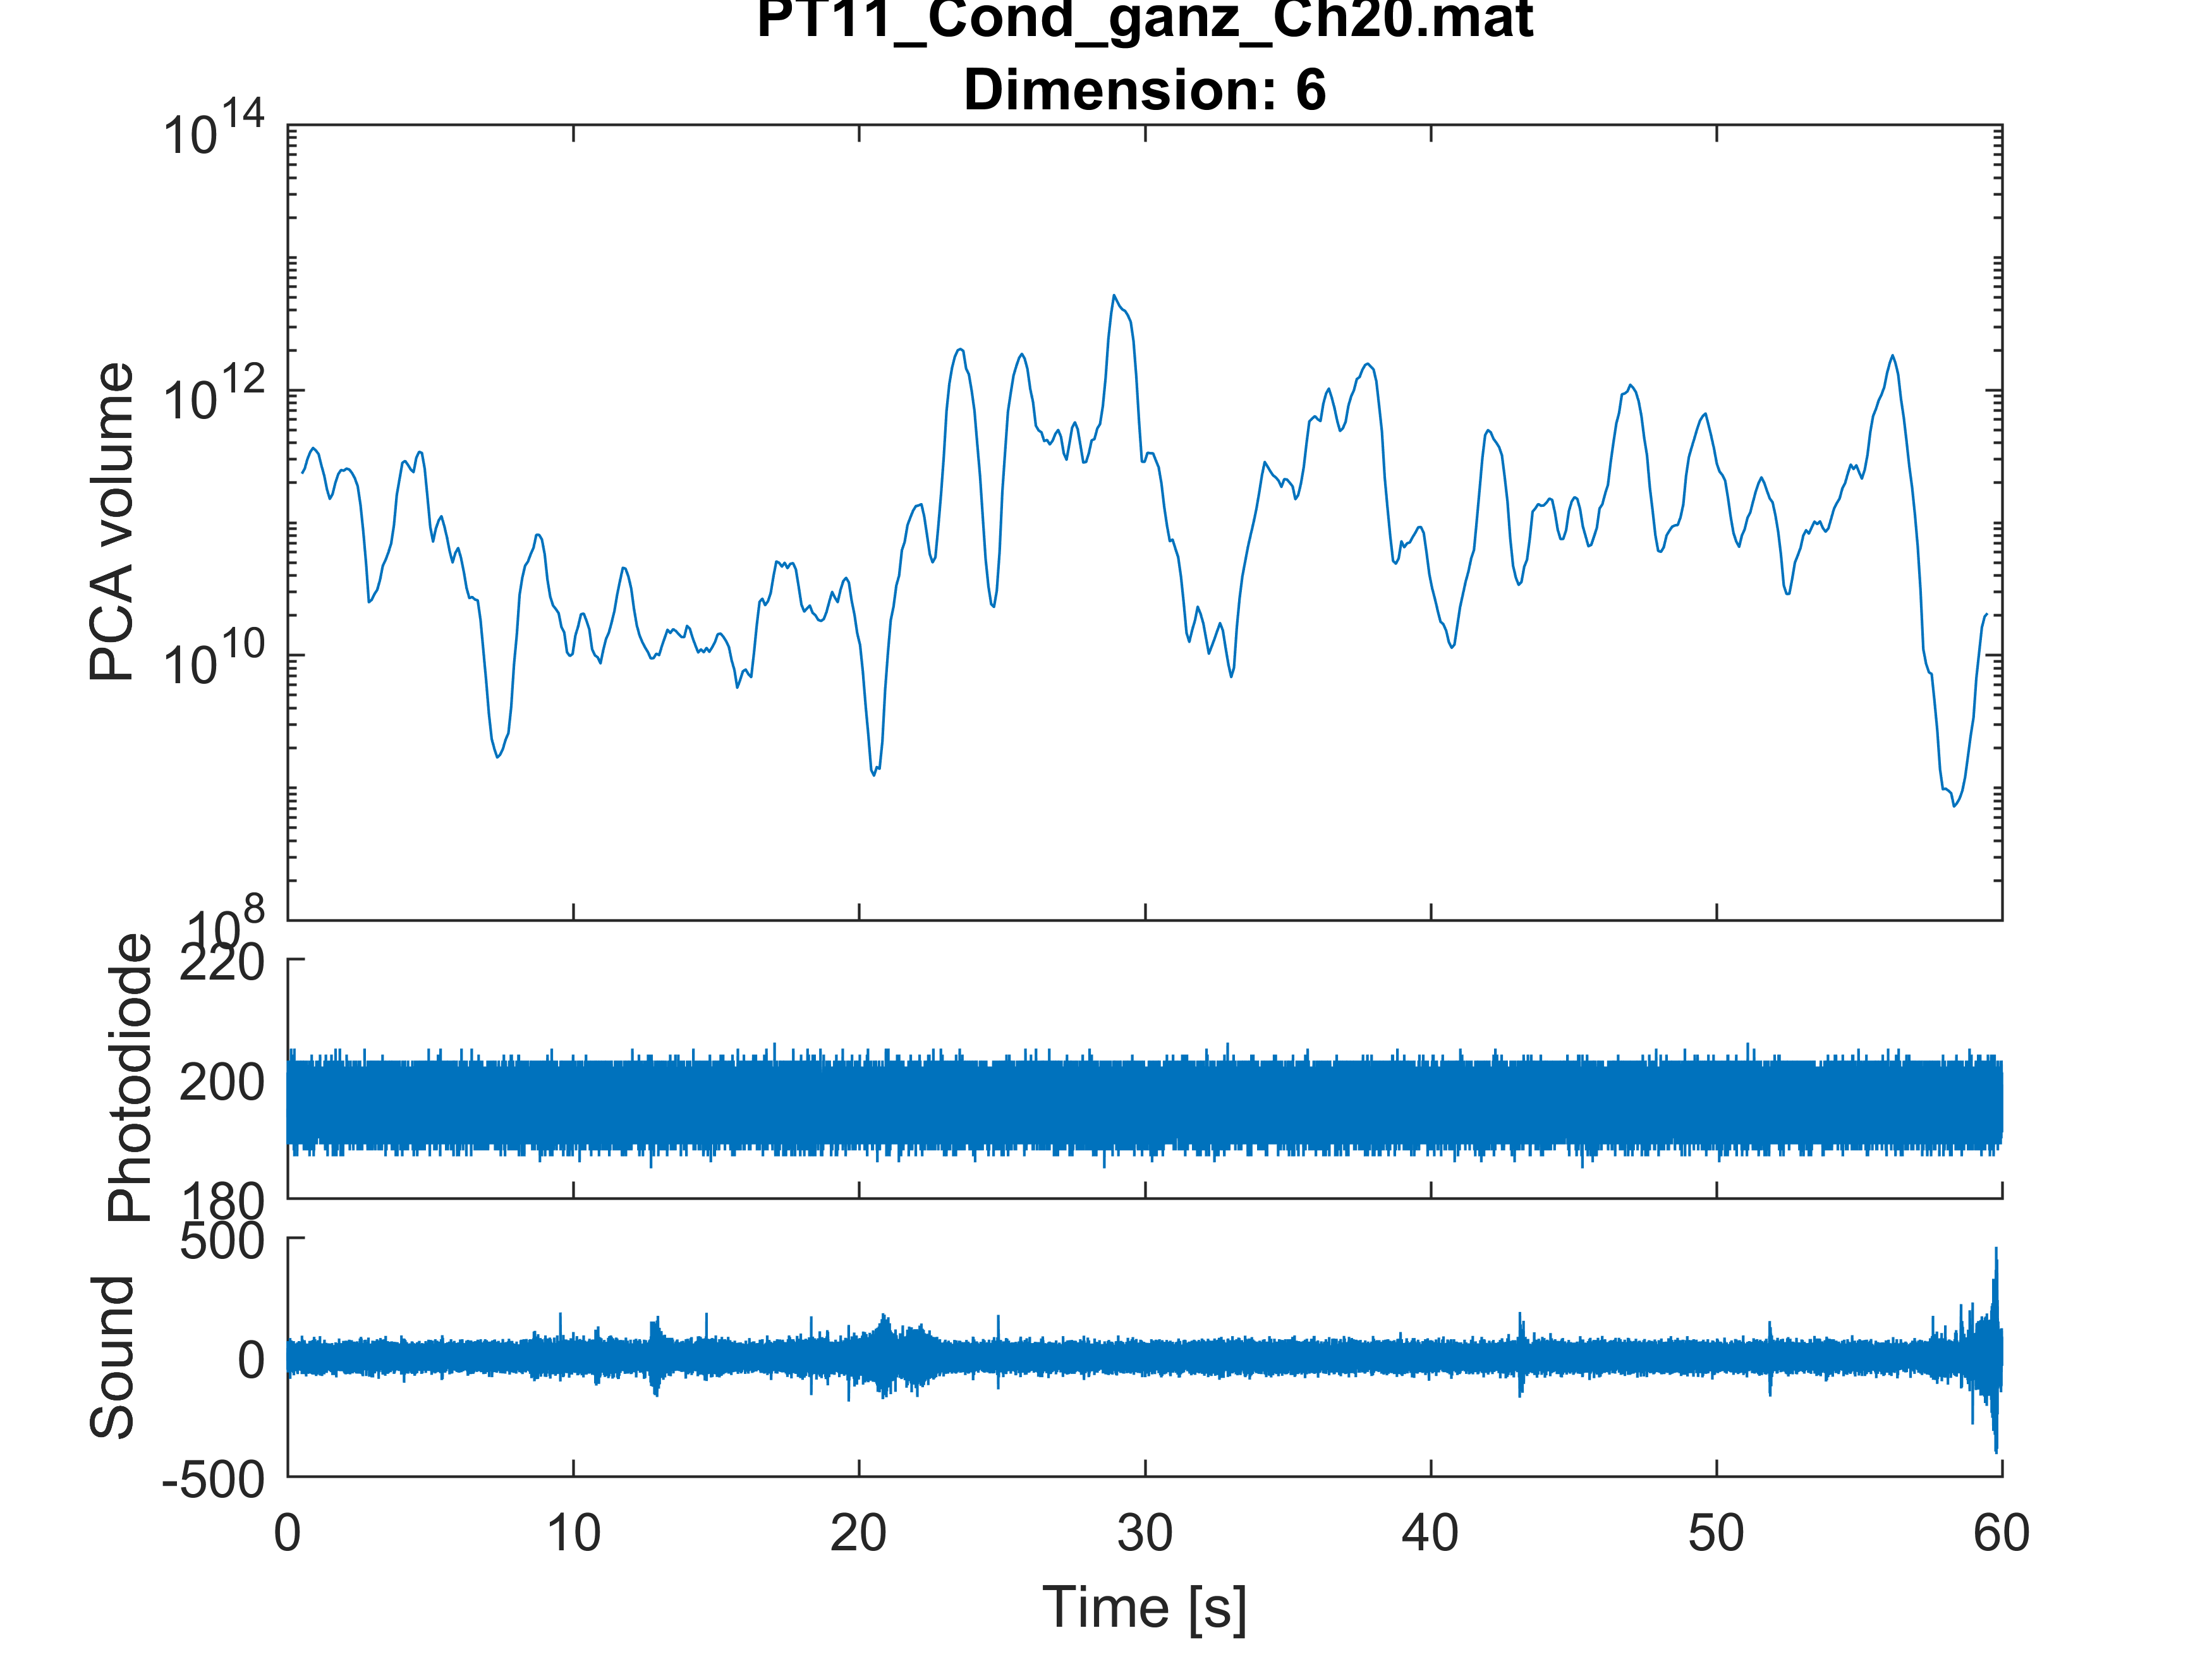 PT11_Cond_ganz_Ch20.mat
Dimension: 6
10^14
10^12
10^10
10^8
PCA volume
220
200
180
Photodiode
500
0
-500
Sound
0 10 20 30 40 50 60
Time [s]